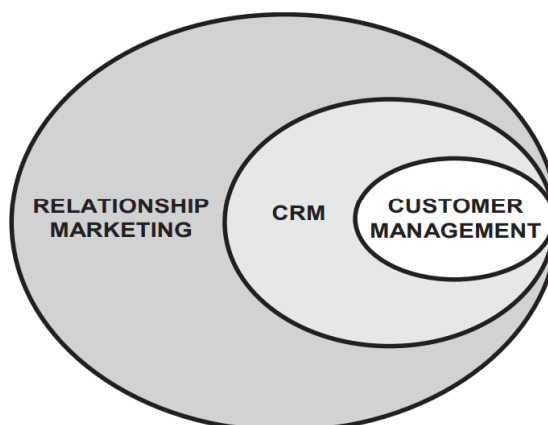 RELATIONSHIP
MARKETING
CRM
CUSTOMER
MANAGEMENT